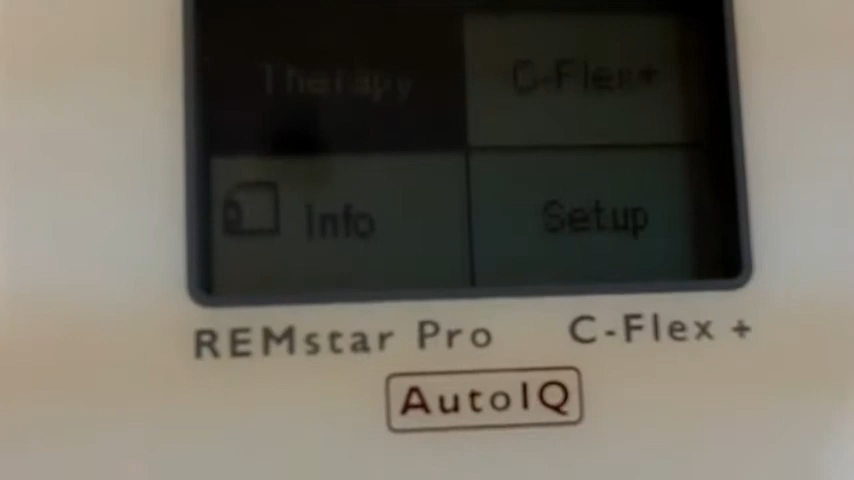 Therapy C-Flex+
Info Setup
REMstar Pro C-Flex +
AutoIQ